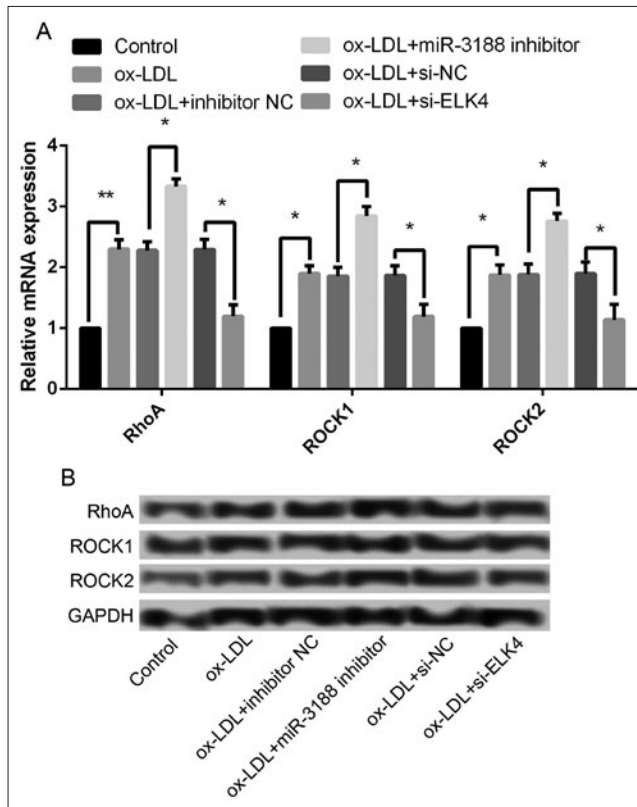 A
Control
ox-LDL
ox-LDL+inhibitor NC
ox-LDL+miR-3188 inhibitor
ox-LDL+si-NC
ox-LDL+si-ELK4
Relative mRNA expression
4
3
2
1
0
** * *
* * *
* * *
RhoA
ROCK1
ROCK2
B
RhoA
ROCK1
ROCK2
GAPDH
Control
ox-LDL
ox-LDL+inhibitor NC
ox-LDL+miR-3188 inhibitor
ox-LDL+si-NC
ox-LDL+si-ELK4